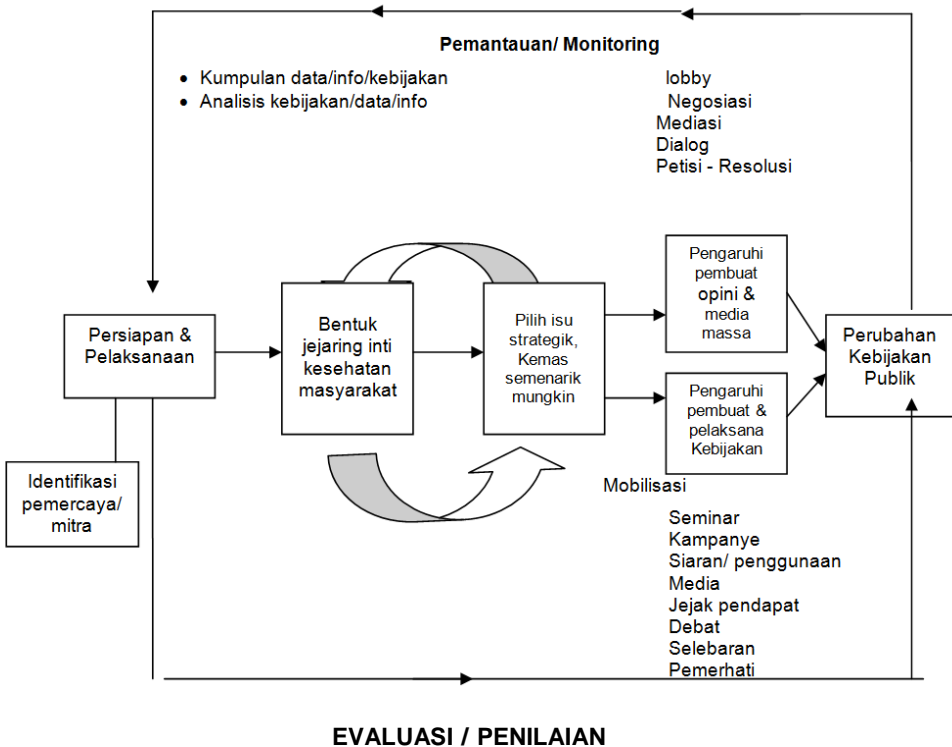 Pemantauan/ Monitoring
• Kumpulan data/info/kebijakan
• Analisis kebijakan/data/info
lobby
Negosiasi
Mediasi
Dialog
Petisi - Resolusi
Persiapan &
Pelaksanaan
Identifikasi
pemercaya/
mitra
Bentuk
jejaring inti
kesehatan
masyarakat
Pilih isu
strategik,
Kemas
semenarik
mungkin
Pengaruhi
pembuat
opini &
media
massa
Pengaruhi
pembuat &
pelaksana
Kebijakan
Perubahan
Kebijakan
Publik
Mobilisasi
Seminar
Kampanye
Siaran/ penggunaan
Media
Jejak pendapat
Debat
Selebaran
Pemerhati
EVALUASI / PENILAIAN